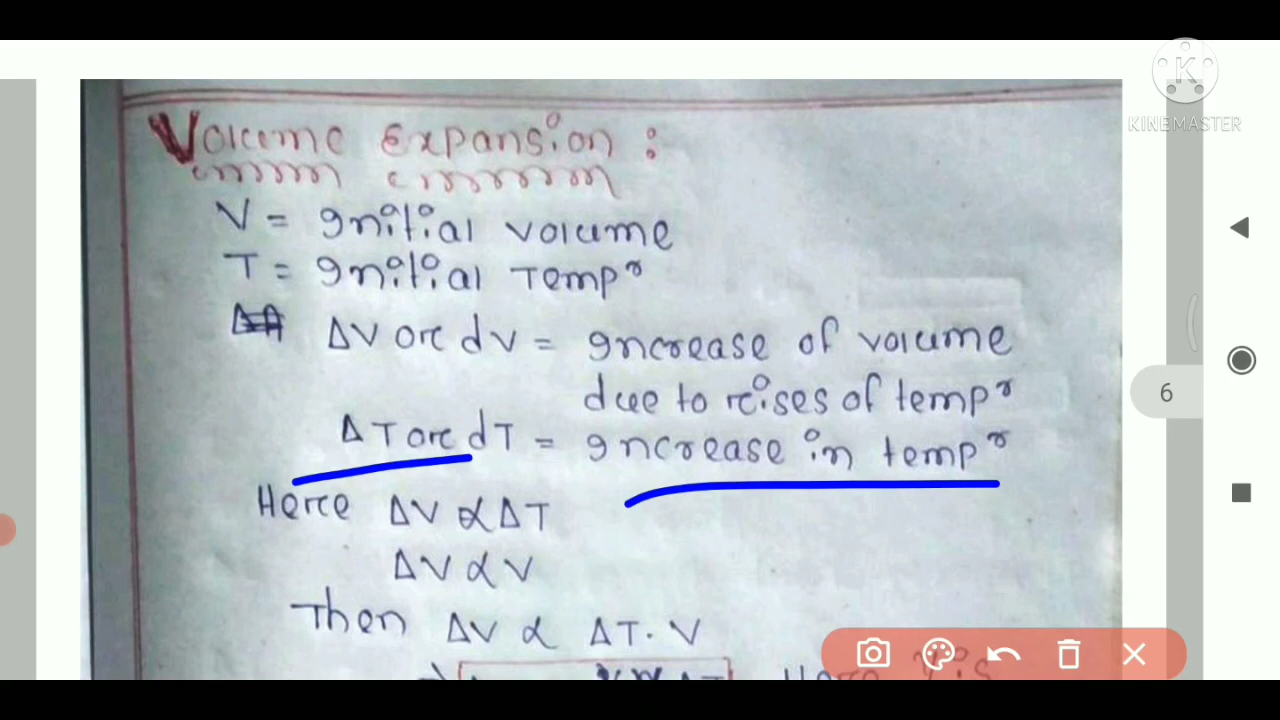 KINEMASTER
Volume Expansion :
V = Initial volume
T = Initial Tempr
ΔV or dv = Increase of volume
due to rises of tempr
ΔT or dT = Increase in tempr
6
Here ΔV ∝ ΔT
ΔV ∝ V
Then ΔV ∝ ΔT. V